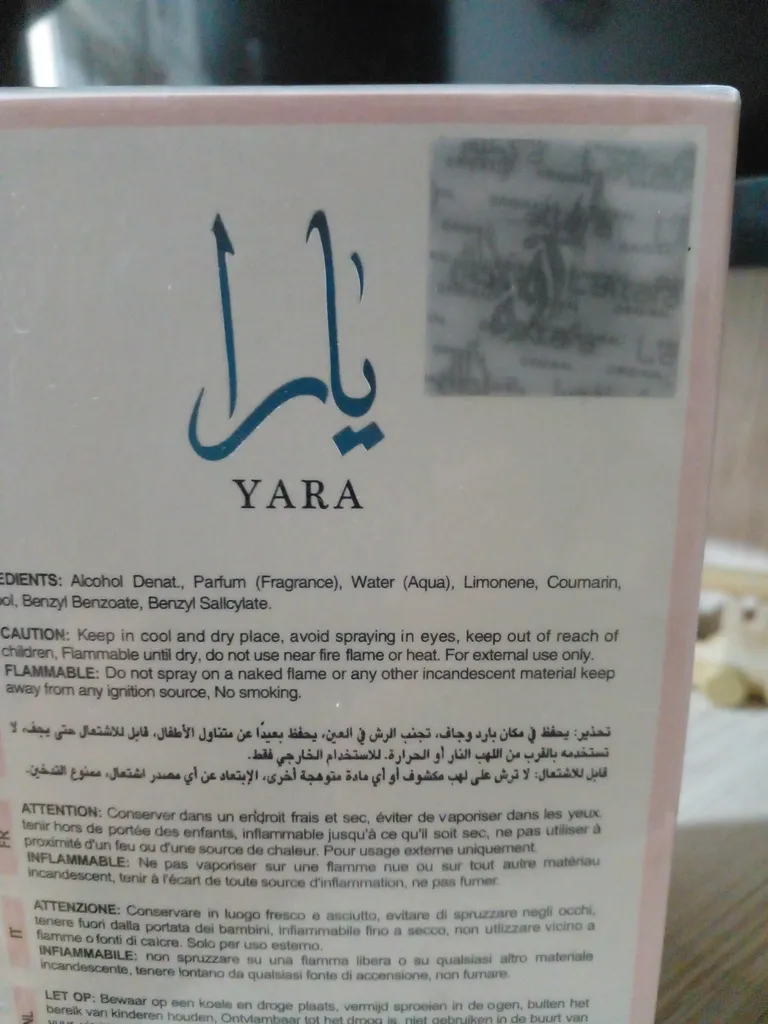 يارا
YARA
EDIENTS: Alcohol Denat., Parfum (Fragrance), Water (Aqua), Limonene, Coumarin,
ol, Benzyl Benzoate, Benzyl Salicylate.
CAUTION: Keep in cool and dry place, avoid spraying in eyes, keep out of reach of
children, Flammable until dry, do not use near fire flame or heat. For external use only.
FLAMMABLE: Do not spray on a naked flame or any other incandescent material keep
away from any ignition source, No smoking.
تحذير: يحفظ في مكان بارد وجاف، تجنب الرش في العين، يحفظ بعيدًا عن متناول الأطفال، قابل للاشتعال حتى يجف، لا
تستخدمه بالقرب من اللهب النار أو الحرارة. للاستخدام الخارجي فقط.
قابل للاشتعال: لا ترش على لهب مكشوف أو أي مادة متوهجة أخرى، الإبتعاد عن أي مصدر اشتعال، ممنوع التدخين.
FR
ATTENTION: Conserver dans un endroit frais et sec, éviter de vaporiser dans les yeux.
tenir hors de portée des enfants, inflammable jusqu'à ce qu'il soit sec, ne pas utiliser à
proximité d'un feu ou d'une source de chaleur. Pour usage externe uniquement.
INFLAMMABLE: Ne pas vaporiser sur une flamme nue ou sur tout autre matériau
incandescent, tenir à l'écart de toute source d'inflammation, ne pas fumer.
IT
ATTENZIONE: Conservare in luogo fresco e asciutto, evitare di spruzzare negli occhi,
tenere fuori dalla portata dei bambini, infiammabile fino a secco, non utilizzare vicino a
fiamme o fonti di calore. Solo per uso esterno.
INFIAMMABILE: non spruzzare su una fiamma libera o su qualsiasi altro materiale
incandescente, tenere lontano da qualsiasi fonte di accensione, non fumare.
NL
LET OP: Bewaar op een koele en droge plaats, vermijd sproeien in de ogen, buiten het
bereik van kinderen houden, Ontvlambaar tot het droog is, niet gebruiken in de buurt van